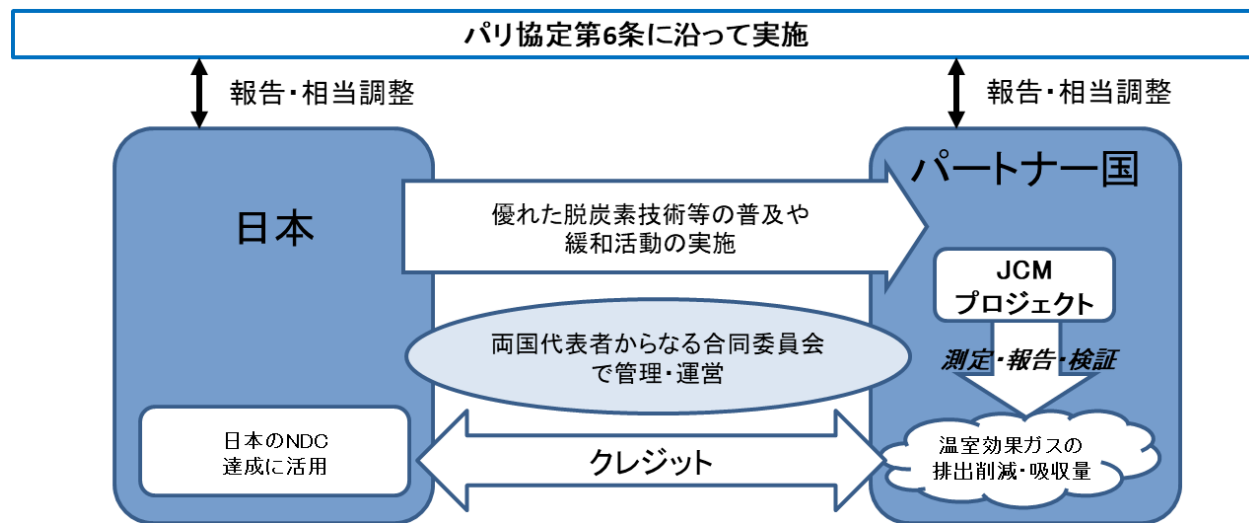 パリ協定第6条に沿って実施
報告・相当調整
報告・相当調整
日本
パートナー国
優れた脱炭素技術等の普及や
緩和活動の実施
JCM
プロジェクト
両国代表者からなる合同委員会
で管理・運営
測定・報告・検証
日本のNDC
達成に活用
クレジット
温室効果ガスの
排出削減・吸収量